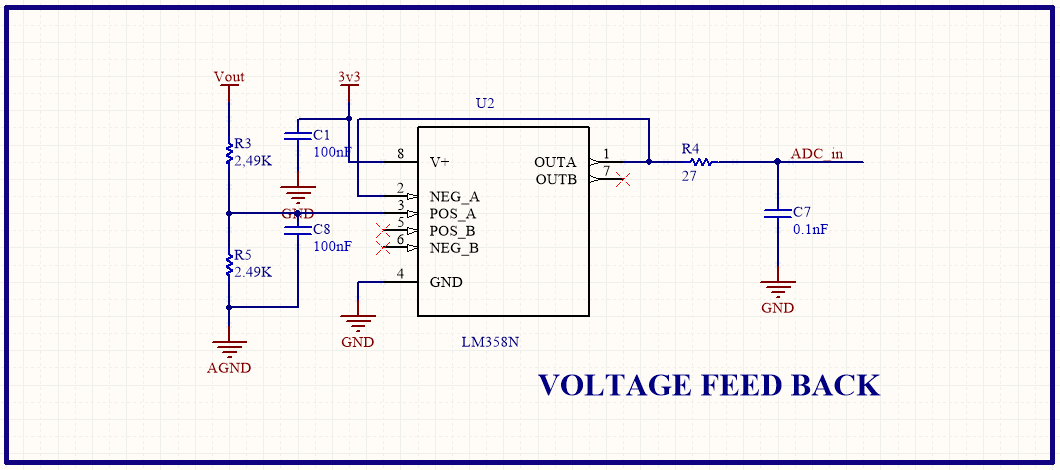 Vout
3v3
U2
R3
2,49K
C1
100nF
GND
8
V+
2
NEG_A
3
POS_A
5
POS_B
6
NEG_B
4
GND
OUTA
1
OUTB
7
R4
27
ADC_in
C7
0.1nF
GND
C8
100nF
R5
2.49K
AGND
GND
LM358N
VOLTAGE FEED BACK